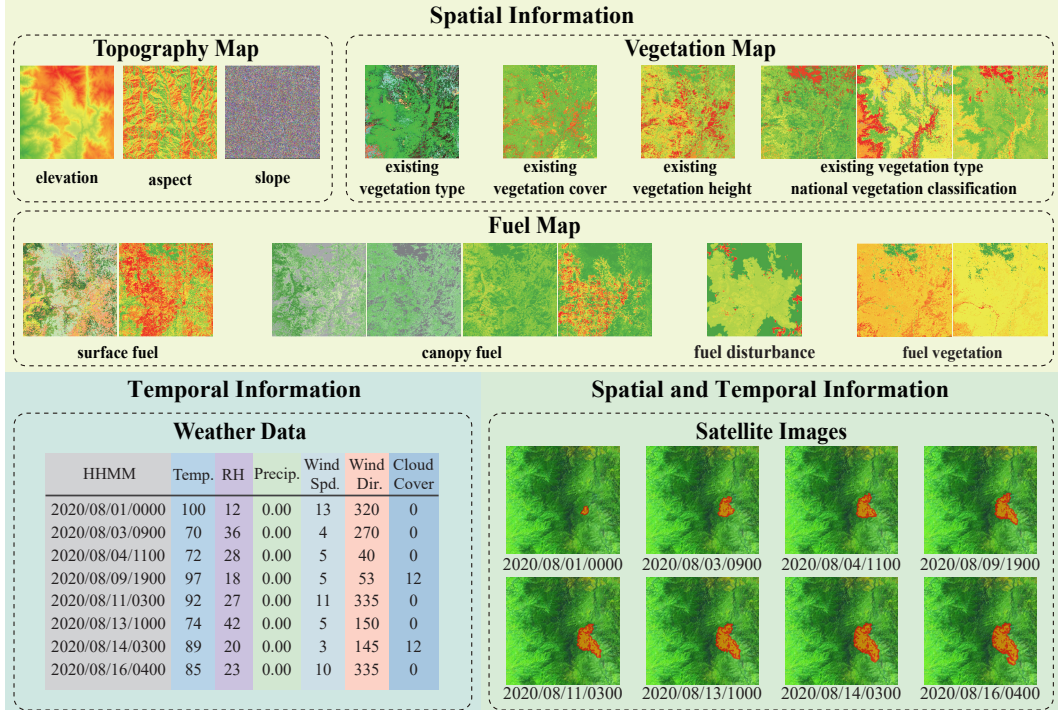 Spatial Information
Topography Map
elevation
aspect
slope
Vegetation Map
existing
vegetation type
existing
vegetation cover
existing
vegetation height
existing vegetation type
national vegetation classification
Fuel Map
surface fuel
canopy fuel
fuel disturbance
fuel vegetation
Temporal Information
Weather Data
HHMM Temp. RH Precip. Wind Spd. Wind Dir. Cloud Cover
2020/08/01/0000 100 12 0.00 13 320 0
2020/08/03/0900 70 36 0.00 4 270 0
2020/08/04/1100 72 28 0.00 5 40 0
2020/08/09/1900 97 18 0.00 5 53 12
2020/08/11/0300 92 27 0.00 11 335 0
2020/08/13/1000 74 42 0.00 5 150 0
2020/08/14/0300 89 20 0.00 3 145 12
2020/08/16/0400 85 23 0.00 10 335 0
Spatial and Temporal Information
Satellite Images
2020/08/01/0000 2020/08/03/0900 2020/08/04/1100 2020/08/09/1900
2020/08/11/0300 2020/08/13/1000 2020/08/14/0300 2020/08/16/0400